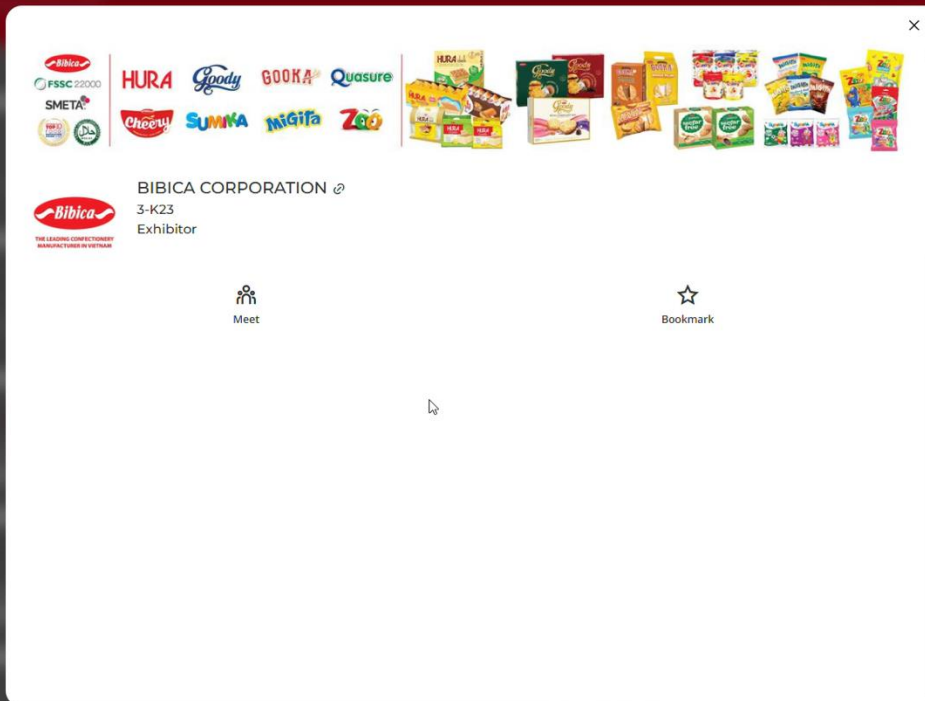 Bibica
FSSC 22000
SMETA
HURA
Goody
GOOKA
Quasure
Cheery
SUMIKA
MiGiTa
ZOO
BIBICA CORPORATION
3-K23
Exhibitor
Bibica
THE LEADING CONFECTIONERY
MANUFACTURER IN VIETNAM
Meet
Bookmark